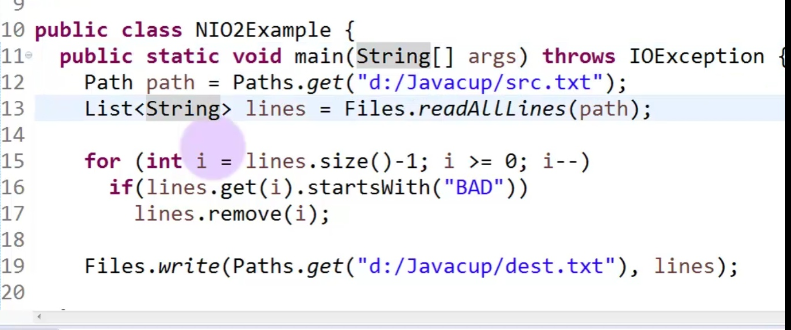 9
10 public class NIO2Example {
11 public static void main(String[] args) throws IOException {
12 Path path = Paths.get("d:/Javacup/src.txt");
13 List<String> lines = Files.readAllLines(path);
14
15 for (int i = lines.size()-1; i >= 0; i--)
16 if(lines.get(i).startsWith("BAD"))
17 lines.remove(i);
18
19 Files.write(Paths.get("d:/Javacup/dest.txt"), lines);
20